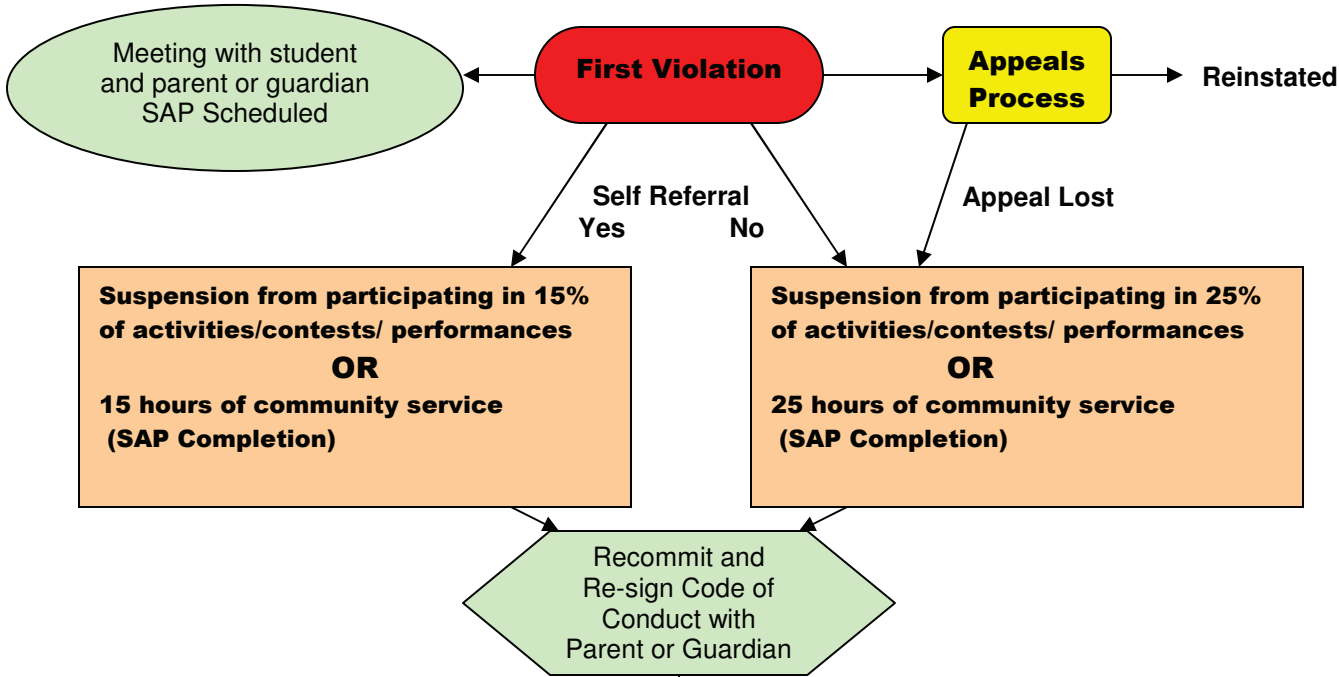 Meeting with student
and parent or guardian
SAP Scheduled
First Violation
Appeals
Process
Reinstated
Self Referral
Yes No
Appeal Lost
Suspension from participating in 15%
of activities/contests/ performances
OR
15 hours of community service
(SAP Completion)
Suspension from participating in 25%
of activities/contests/ performances
OR
25 hours of community service
(SAP Completion)
Recommit and
Re-sign Code of
Conduct with
Parent or Guardian